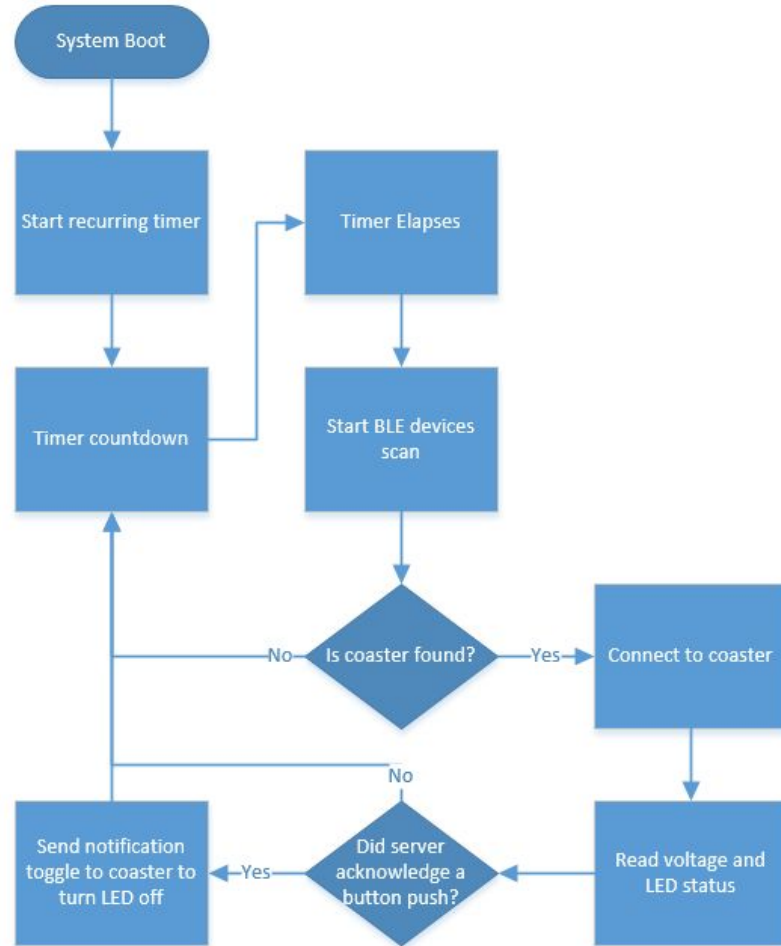 System Boot
Start recurring timer
Timer Elapses
Timer countdown
Start BLE devices
scan
Is coaster found?
No
Yes
Connect to coaster
No
Send notification
toggle to coaster to
turn LED off
Yes
Did server
acknowledge a
button push?
Read voltage and
LED status